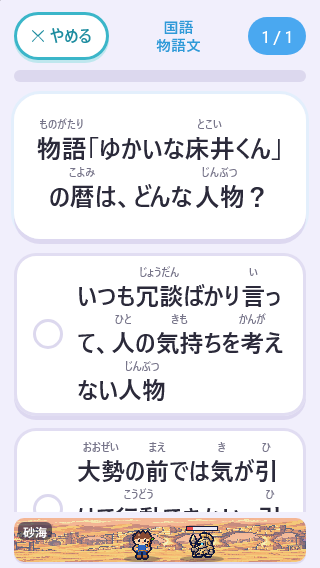 × やめる
国語
物語文
1 / 1
ものがたり とこい
物語「ゆかいな床井くん」
こよみ じんぶつ
の暦は、どんな人物？
じょうだん い
いつも冗談ばかり言っ
ひと きも かんが
て、人の気持ちを考え
じんぶつ
ない人物
おおぜい まえ き ひ
大勢の前では気が引
こうどう ひ
砂海